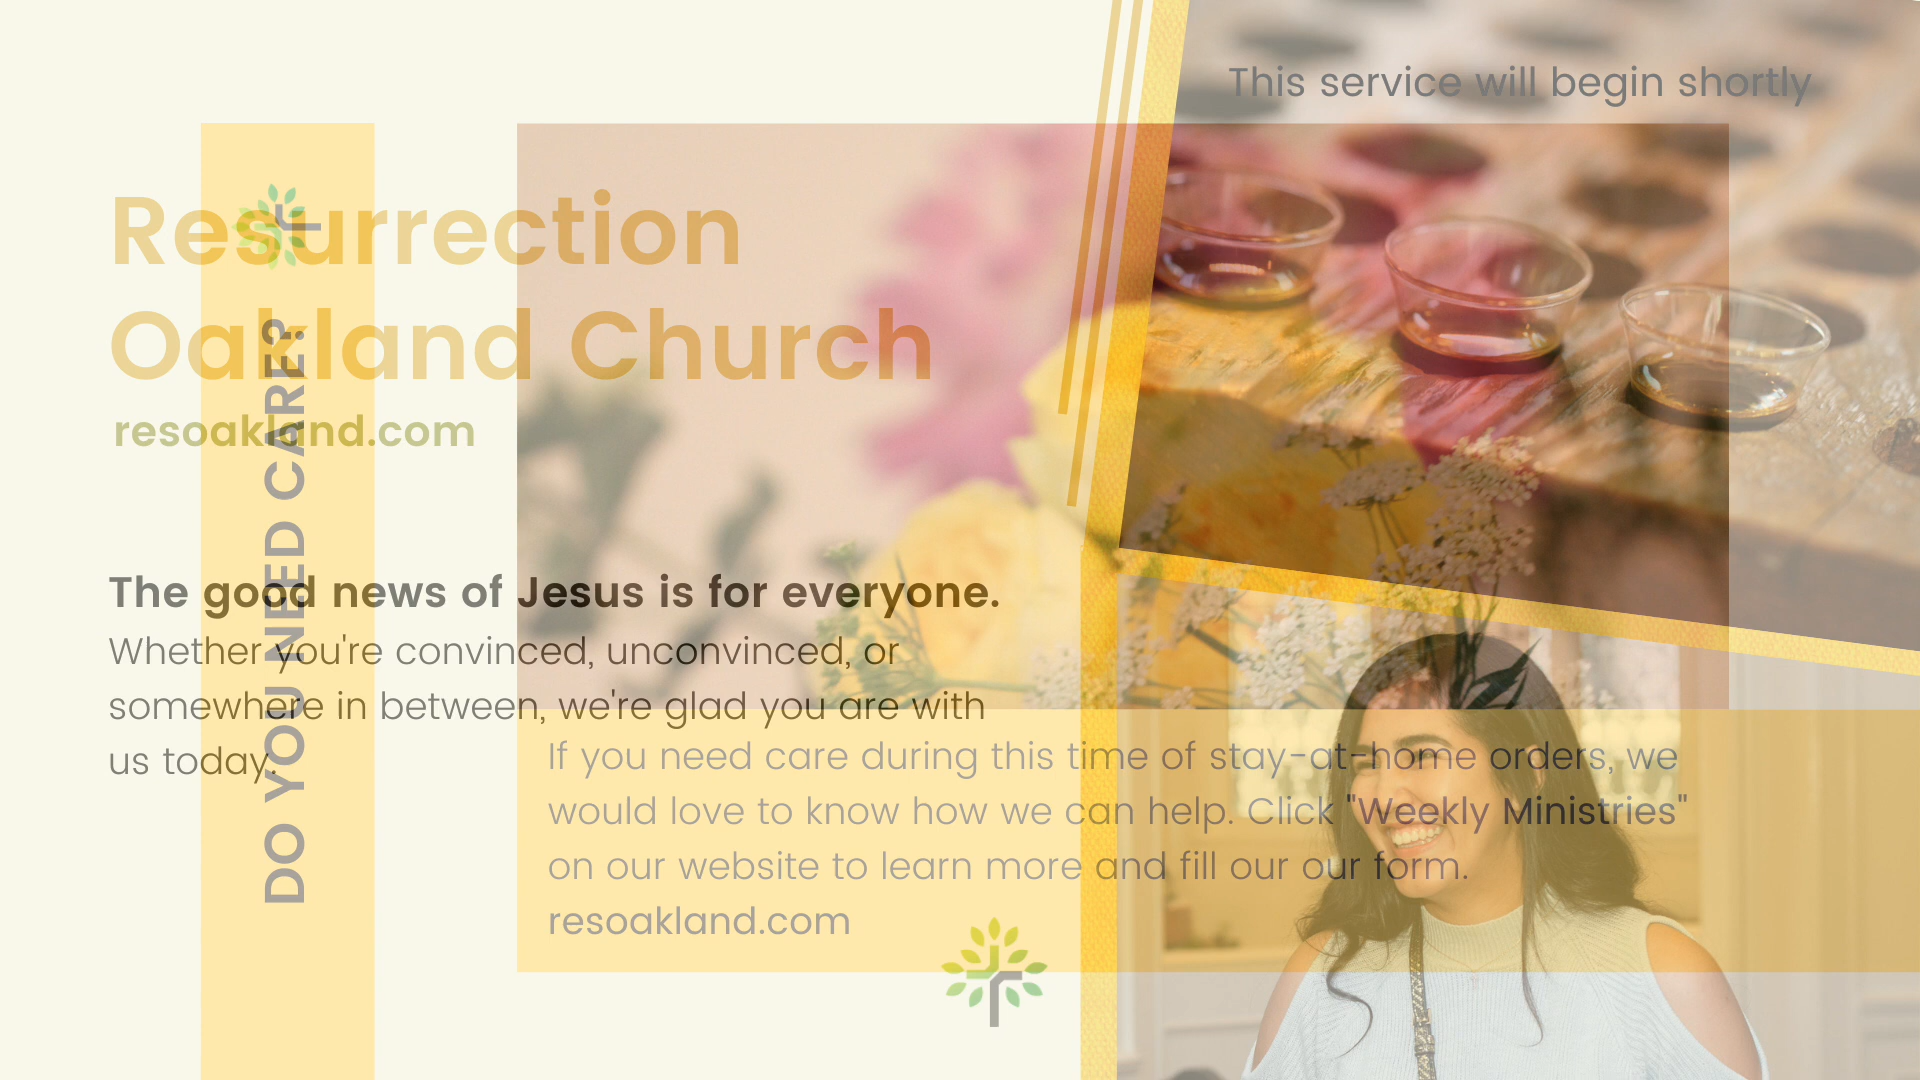 This service will begin shortly
Resurrection
Oakland Church
resoakland.com
DO YOU NEED CARE?
The good news of Jesus is for everyone.
Whether you're convinced, unconvinced, or
somewhere in between, we're glad you are with
us today.
If you need care during this time of stay-at-home orders, we
would love to know how we can help. Click "Weekly Ministries"
on our website to learn more and fill our our form.
resoakland.com